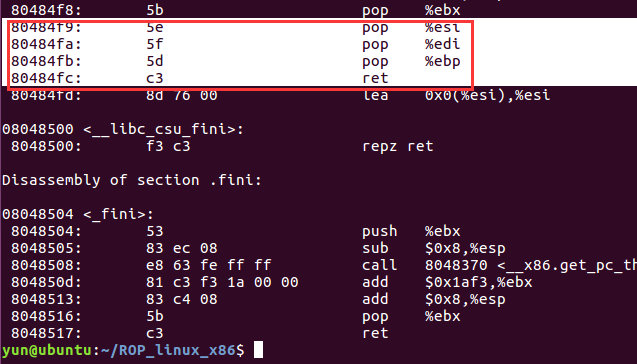 80484f8: 5b pop %ebx
80484f9: 5e pop %esi
80484fa: 5f pop %edi
80484fb: 5d pop %ebp
80484fc: c3 ret
80484fd: 8d 76 00 lea 0x0(%esi),%esi
08048500 <__libc_csu_fini>:
8048500: f3 c3 repz ret
Disassembly of section .fini:
08048504 <_fini>:
8048504: 53 push %ebx
8048505: 83 ec 08 sub $0x8,%esp
8048508: e8 63 fe ff ff call 8048370 <__x86.get_pc_th
804850d: 81 c3 f3 1a 00 00 add $0x1af3,%ebx
8048513: 83 c4 08 add $0x8,%esp
8048516: 5b pop %ebx
8048517: c3 ret
yun@ubuntu:~/ROP_linux_x86$